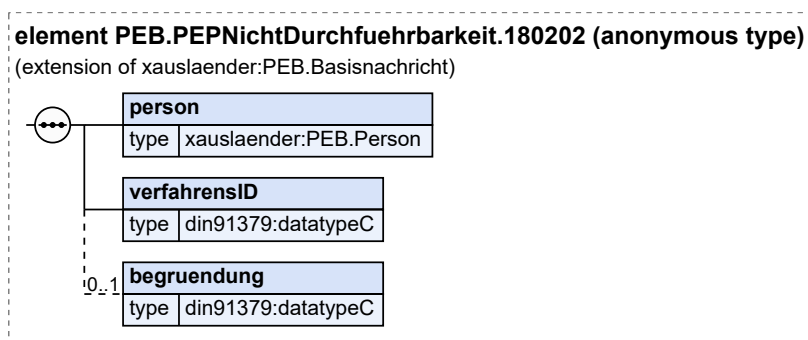 element PEB.PEPNichtDurchfuehrbarkeit.180202 (anonymous type)
(extension of xauslaender:PEB.Basisnachricht)
person
type xauslaender:PEB.Person
verfahrensID
type din91379:datatypeC
0..1 begruendung
type din91379:datatypeC